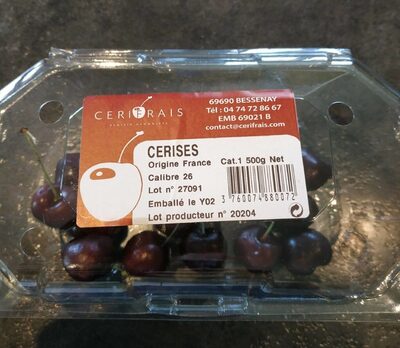 CERIFRAIS
69690 BESSENAY
Tél : 04 74 72 86 67
EMB 69021 B
contact@cerifrais.com
CERISES
Origine France Cat.1 500g Net
Calibre 26
Lot n° 27091
Emballé le Y02
3760074880072
Lot producteur n° 20204